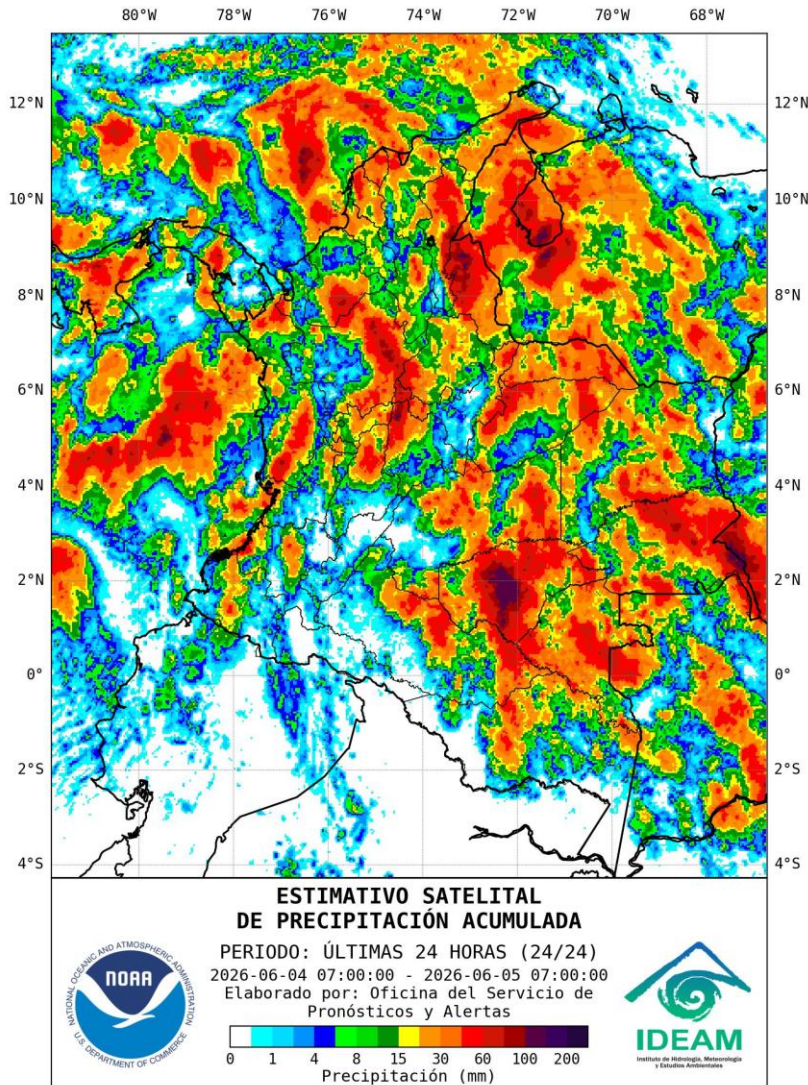 80°W 78°W 76°W 74°W 72°W 70°W 68°W
12°N 12°N
10°N 10°N
8°N 8°N
6°N 6°N
4°N 4°N
2°N 2°N
0° 0°
2°S 2°S
4°S 4°S
ESTIMATIVO SATELITAL
DE PRECIPITACIÓN ACUMULADA
PERIODO: ÚLTIMAS 24 HORAS (24/24)
2026-06-04 07:00:00 - 2026-06-05 07:00:00
Elaborado por: Oficina del Servicio de
Pronósticos y Alertas
0 1 4 8 15 30 60 100 200
Precipitación (mm)
NATIONAL OCEANIC AND ATMOSPHERIC ADMINISTRATION
NOAA
U.S. DEPARTMENT OF COMMERCE
IDEAM
Instituto de Hidrología, Meteorología
y Estudios Ambientales